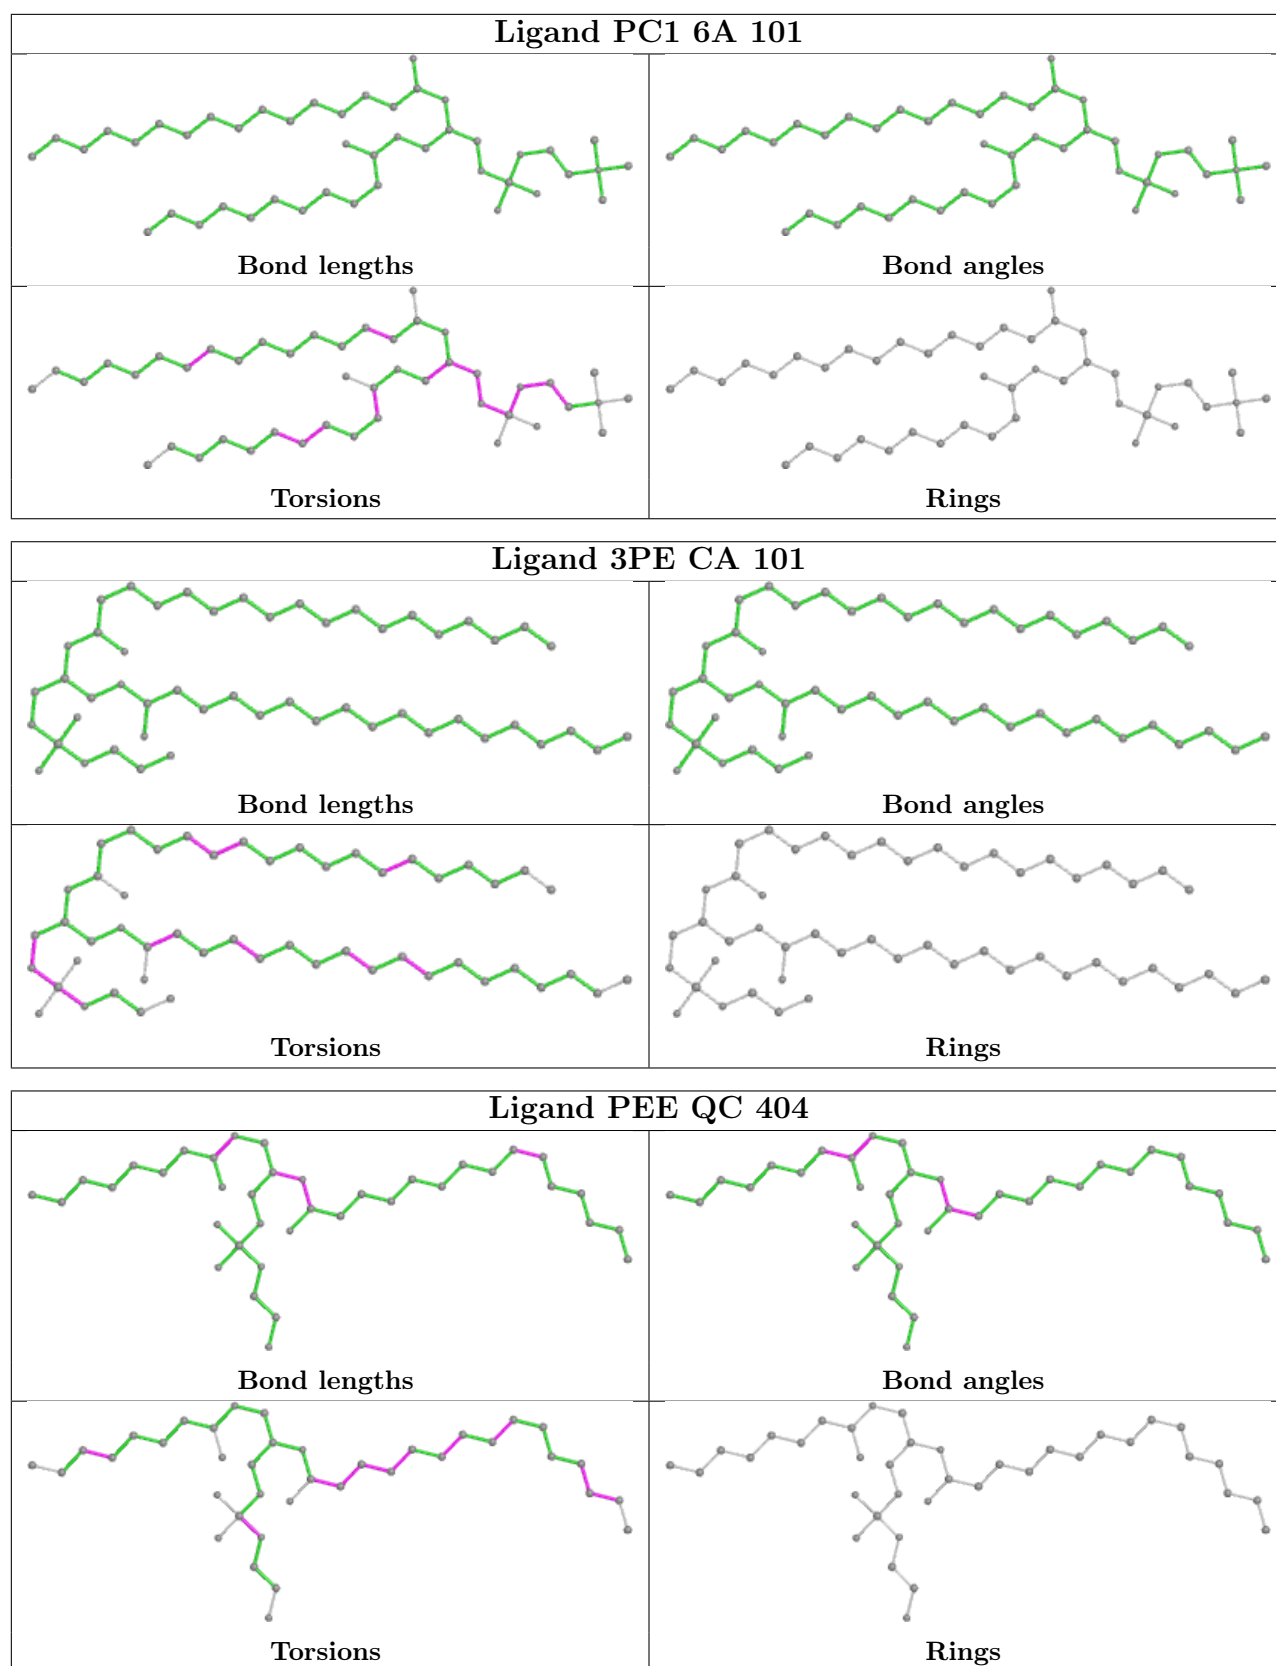 Ligand PC1 6A 101
Bond lengths
Bond angles
Torsions
Rings
Ligand 3PE CA 101
Bond lengths
Bond angles
Torsions
Rings
Ligand PEE QC 404
Bond lengths
Bond angles
Torsions
Rings